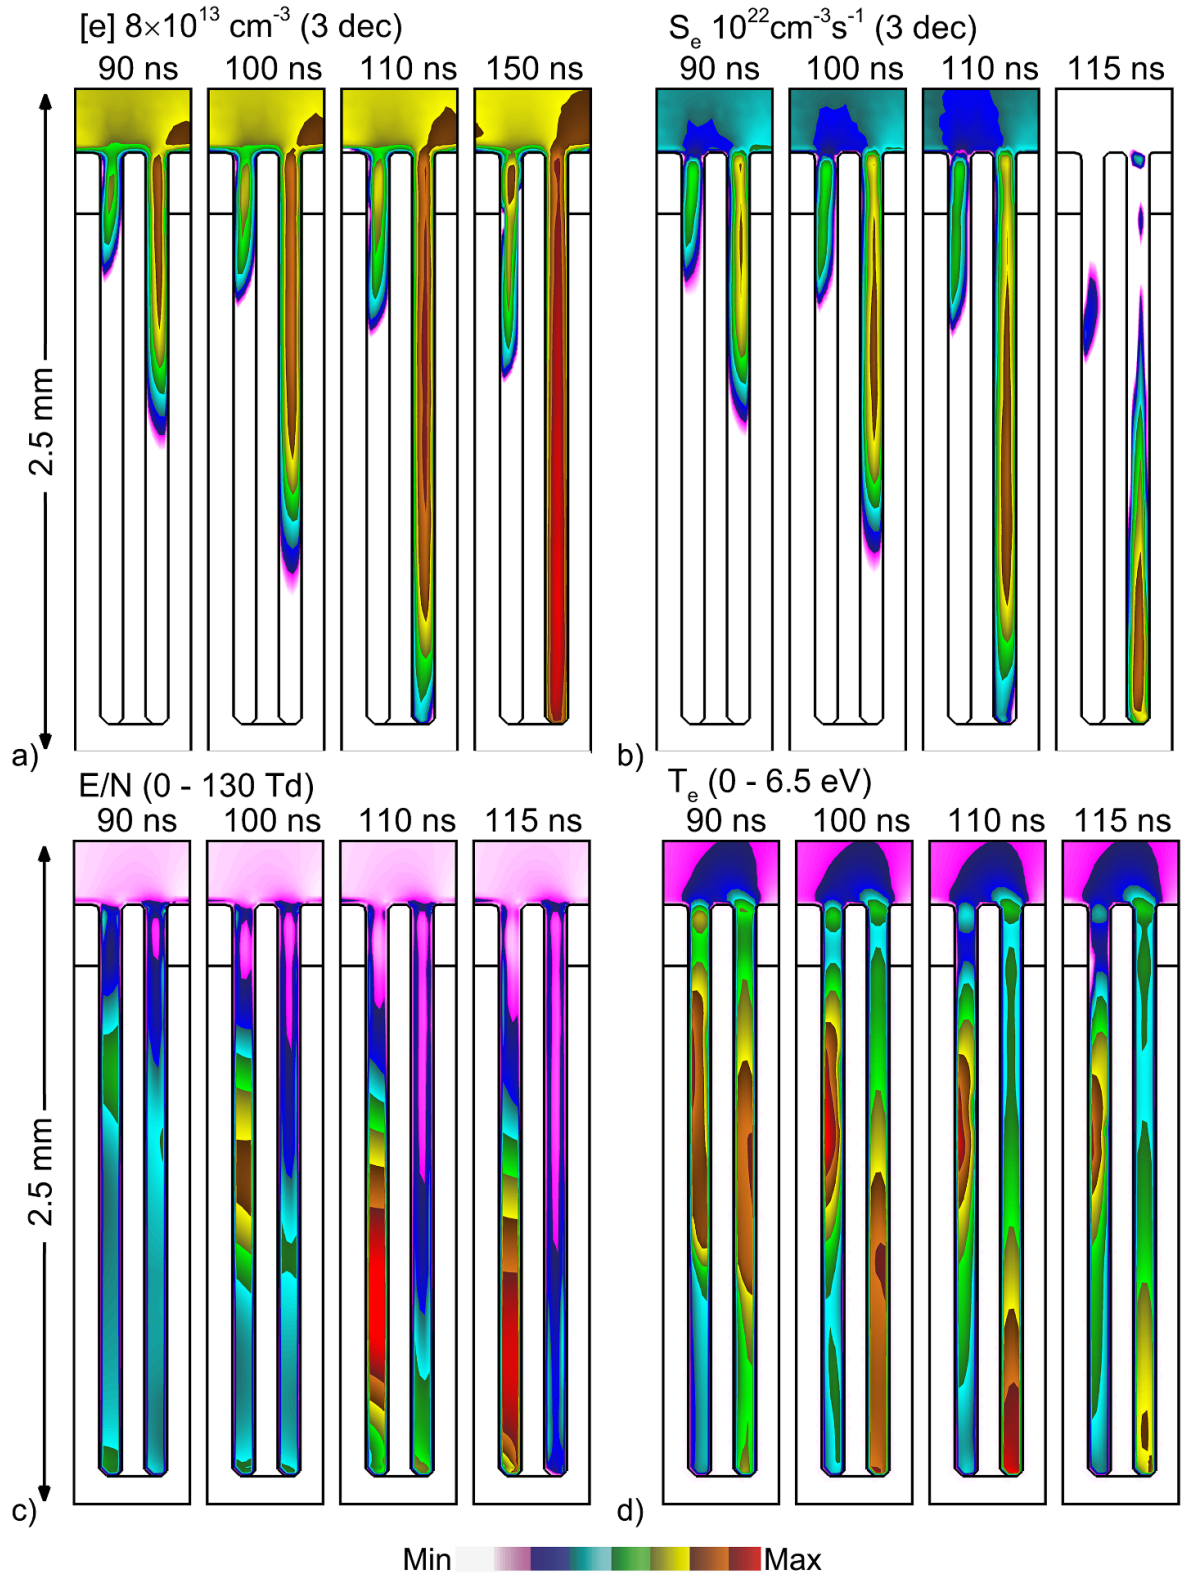 [e] 8×10¹³ cm⁻³ (3 dec)
90 ns 100 ns 110 ns 150 ns
2.5 mm
a)
Sₑ 10²²cm⁻³s⁻¹ (3 dec)
90 ns 100 ns 110 ns 115 ns
b)
E/N (0 - 130 Td)
90 ns 100 ns 110 ns 115 ns
2.5 mm
c)
Tₑ (0 - 6.5 eV)
90 ns 100 ns 110 ns 115 ns
d)
Min Max